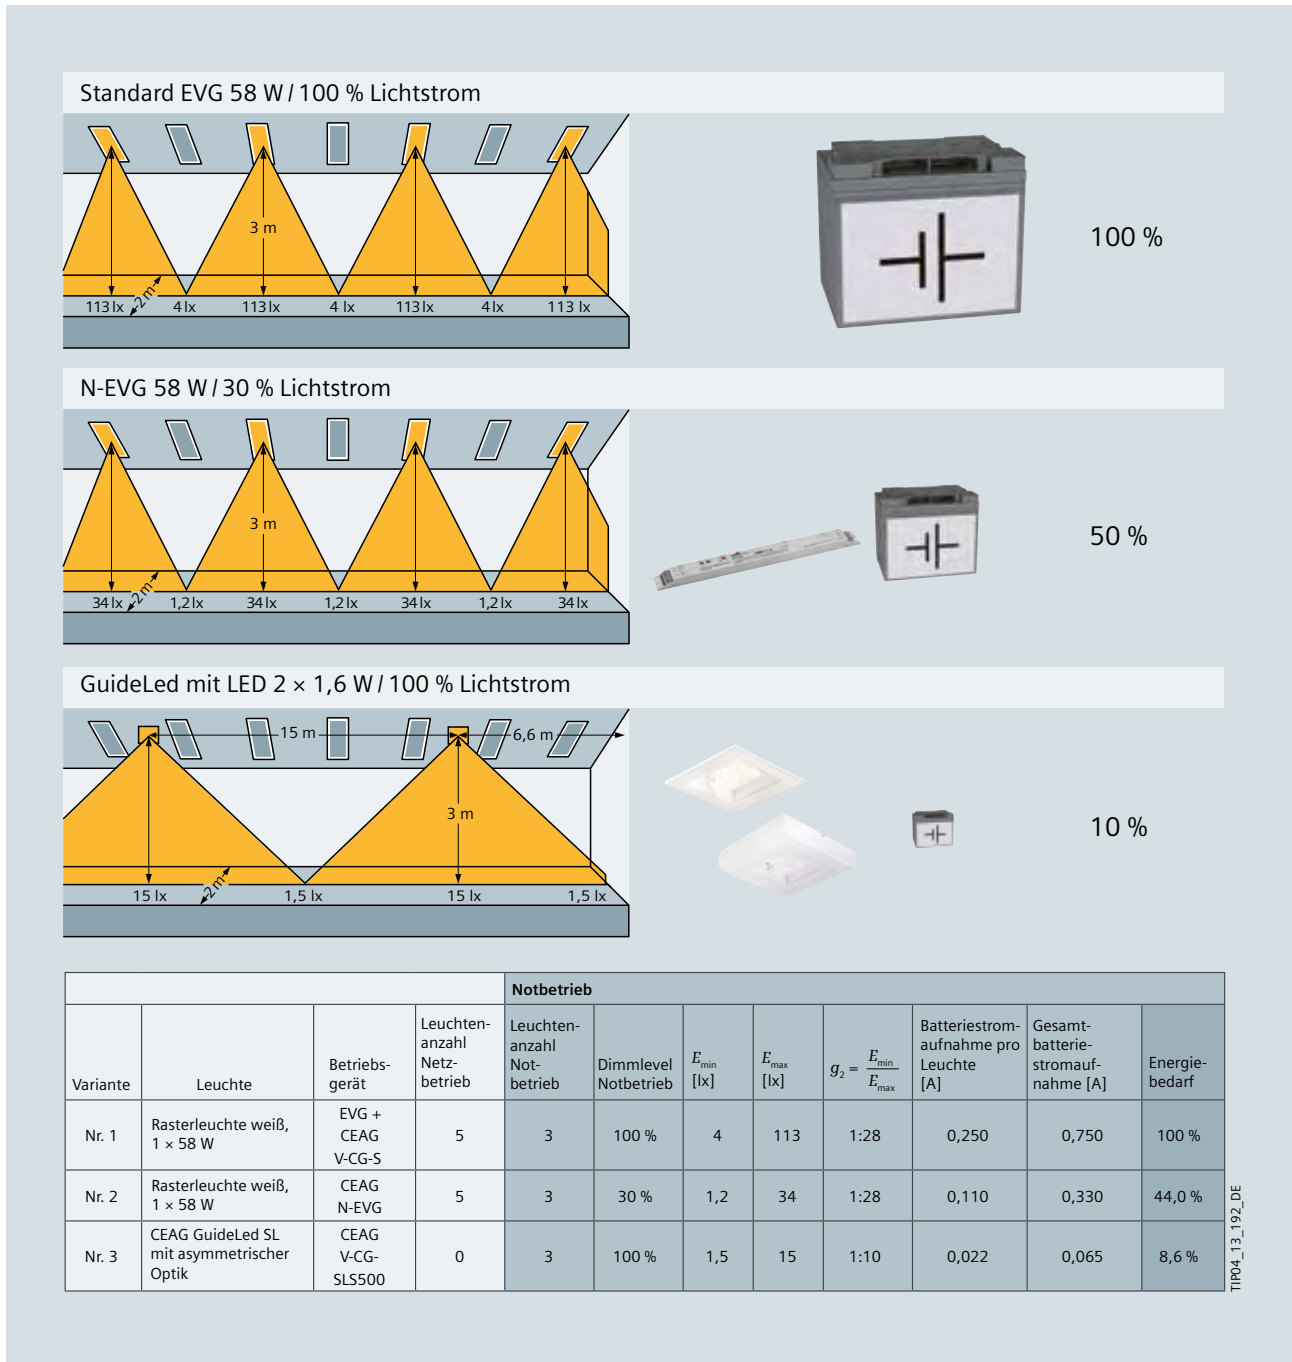 Standard EVG 58 W / 100 % Lichtstrom
3 m
2 m
113 lx 4 lx 113 lx 4 lx 113 lx 4 lx 113 lx
100 %
N-EVG 58 W / 30 % Lichtstrom
3 m
2 m
34 lx 1,2 lx 34 lx 1,2 lx 34 lx 1,2 lx 34 lx
50 %
GuideLed mit LED 2 × 1,6 W / 100 % Lichtstrom
15 m 6,6 m
3 m
2 m
15 lx 1,5 lx 15 lx 1,5 lx
10 %
Notbetrieb
Variante
Leuchte
Betriebs-
gerät
Leuchten-
anzahl
Netz-
betrieb
Leuchten-
anzahl
Not-
betrieb
Dimmlevel
Notbetrieb
Emin
[lx]
Emax
[lx]
g2 = Emin
Emax
Batteriestrom-
aufnahme pro
Leuchte
[A]
Gesamt-
batterie-
stromauf-
nahme [A]
Energie-
bedarf
Nr. 1
Rasterleuchte weiß,
1 × 58 W
EVG +
CEAG
V-CG-S
5 3 100 % 4 113 1:28 0,250 0,750 100 %
Nr. 2
Rasterleuchte weiß,
1 × 58 W
CEAG
N-EVG
5 3 30 % 1,2 34 1:28 0,110 0,330 44,0 %
Nr. 3
CEAG GuideLed SL
mit asymmetrischer
Optik
CEAG
V-CG-
SLS500
0 3 100 % 1,5 15 1:10 0,022 0,065 8,6 %
TIP04_13_192_DE